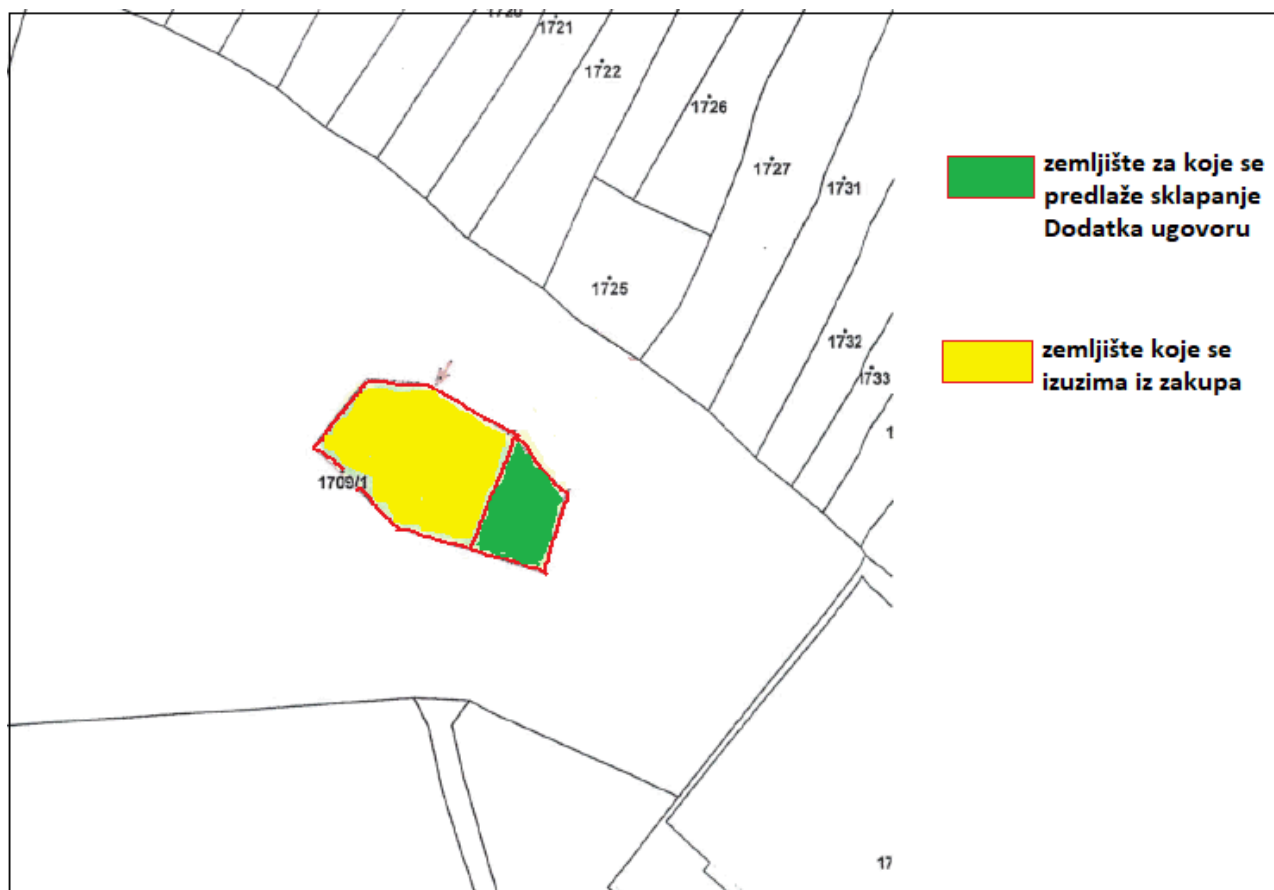 1721
1722
1726
1727
1731
1725
1732
1733
1709/1
zemljište za koje se
predlaže sklapanje
Dodatka ugovoru
zemljište koje se
izuzima iz zakupa